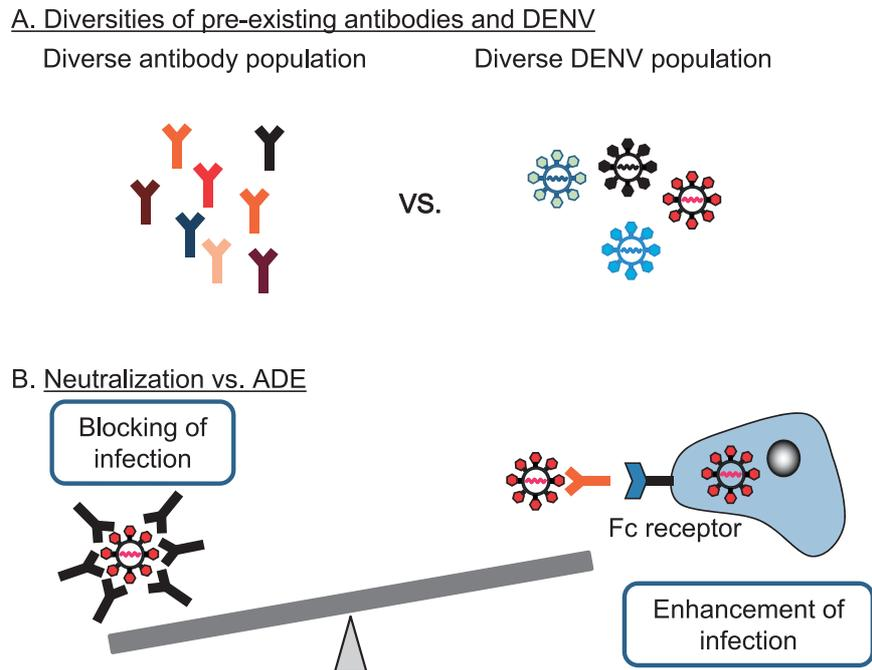 A. Diversities of pre-existing antibodies and DENV
Diverse antibody population
Diverse DENV population
VS.
B. Neutralization vs. ADE
Blocking of
infection
Fc receptor
Enhancement of
infection